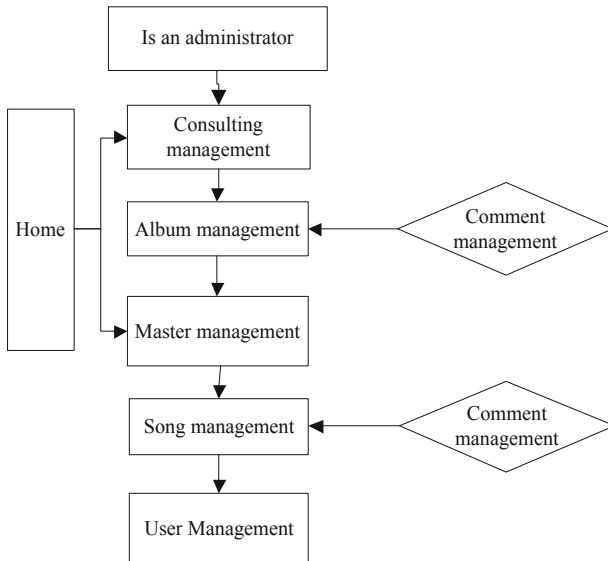 Is an administrator
Consulting
management
Home
Album management
Comment
management
Master management
Song management
Comment
management
User Management